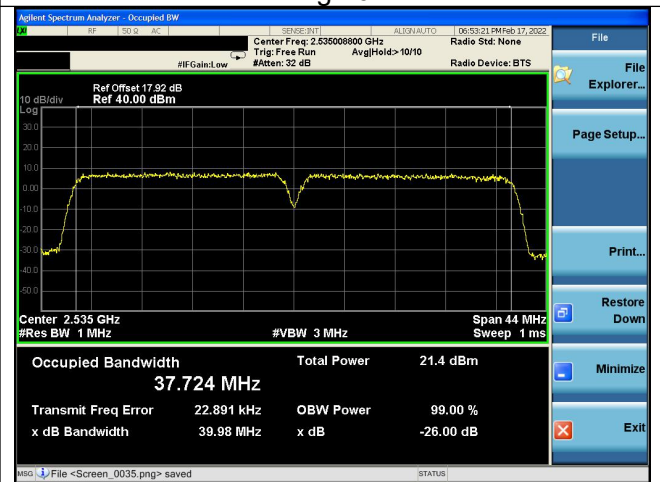 Agilent Spectrum Analyzer - Occupied BW
LXI RF 50 Ω AC SENSE:INT ALIGN AUTO 06:53:21 PM Feb 17, 2022
Center Freq: 2.535008800 GHz Radio Std: None
Trig: Free Run Avg|Hold:>10/10
#IFGain:Low #Atten: 32 dB Radio Device: BTS
Ref Offset 17.92 dB
10 dB/div Ref 40.00 dBm
Log
30.0
20.0
10.0
0.00
-10.0
-20.0
-30.0
-40.0
-50.0
Center 2.535 GHz Span 44 MHz
#Res BW 1 MHz #VBW 3 MHz Sweep 1 ms
Occupied Bandwidth Total Power 21.4 dBm
37.724 MHz
Transmit Freq Error 22.891 kHz OBW Power 99.00 %
x dB Bandwidth 39.98 MHz x dB -26.00 dB
MSG File <Screen_0035.png> saved STATUS
File
File
Explorer...
Page Setup...
Print...
Restore
Down
Minimize
Exit